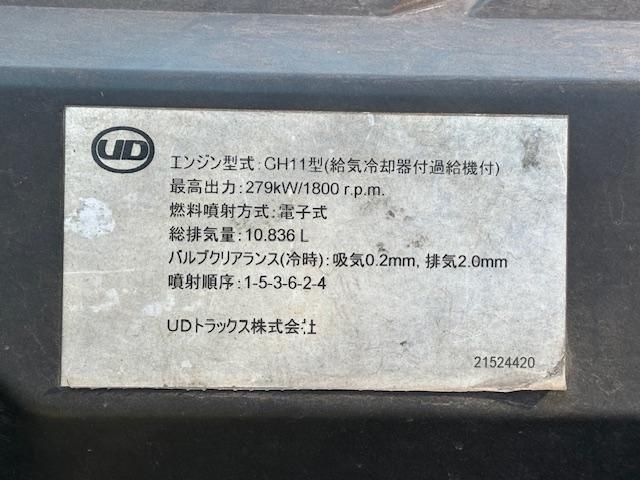 UD
エンジン型式:GH11型(給気冷却器付過給機付)
最高出力:279kW/1800 r.p.m.
燃料噴射方式:電子式
総排気量:10.836 L
バルブクリアランス(冷時):吸気0.2mm, 排気2.0mm
噴射順序:1-5-3-6-2-4
UDトラックス株式会社
21524420